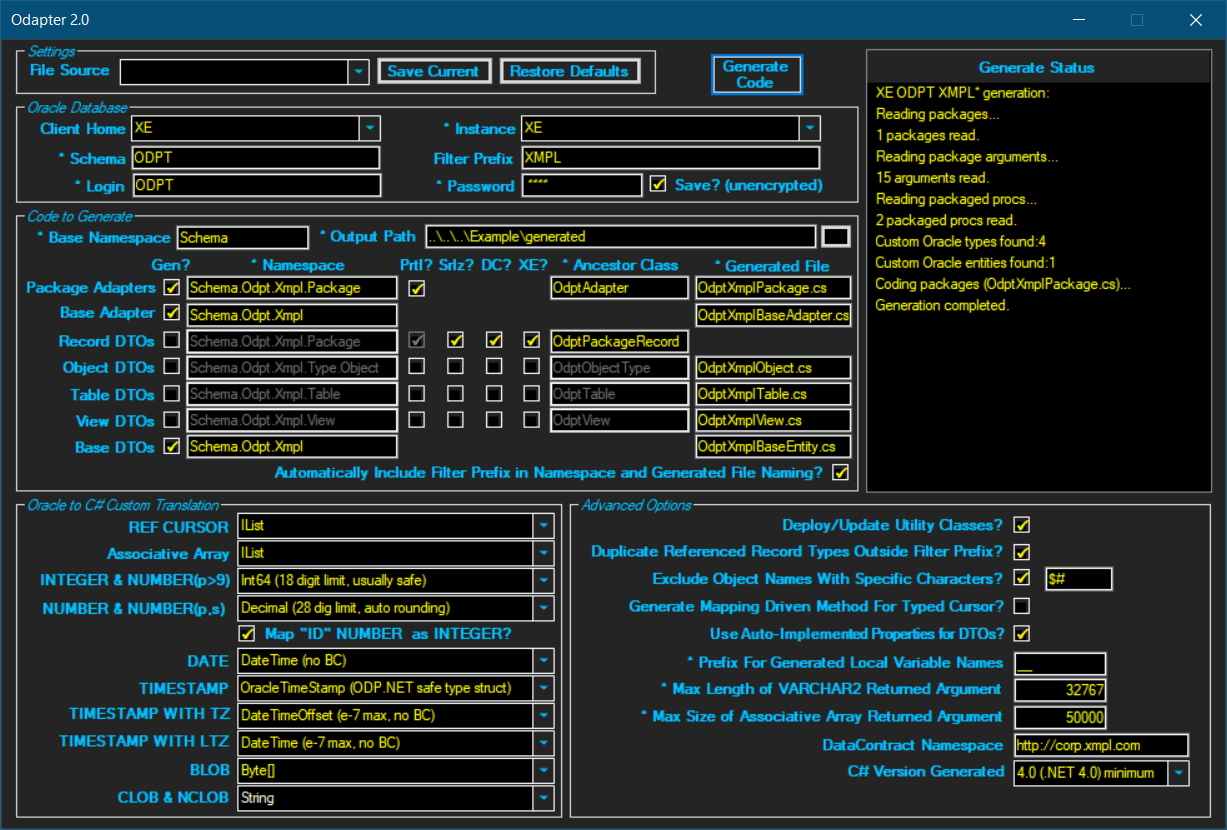 Odapter 2.0
Settings
File Source
Save Current
Restore Defaults
Generate
Code
Oracle Database
Client Home XE
* Instance XE
* Schema ODPT
Filter Prefix XMPL
* Login ODPT
* Password ****
Save? (unencrypted)
Code to Generate
* Base Namespace Schema
* Output Path ..\..\..\Example\generated
Gen? * Namespace Prtl? Srlz? DC? XE? * Ancestor Class * Generated File
Package Adapters Schema.Odpt.Xmpl.Package OdptAdapter OdptXmplPackage.cs
Base Adapter Schema.Odpt.Xmpl OdptXmplBaseAdapter.cs
Record DTOs Schema.Odpt.Xmpl.Package OdptPackageRecord
Object DTOs Schema.Odpt.Xmpl.Type.Object OdptObjectType OdptXmplObject.cs
Table DTOs Schema.Odpt.Xmpl.Table OdptTable OdptXmplTable.cs
View DTOs Schema.Odpt.Xmpl.View OdptView OdptXmplView.cs
Base DTOs Schema.Odpt.Xmpl OdptXmplBaseEntity.cs
Automatically Include Filter Prefix in Namespace and Generated File Naming?
Generate Status
XE ODPT XMPL* generation:
Reading packages...
1 packages read.
Reading package arguments...
15 arguments read.
Reading packaged procs...
2 packaged procs read.
Custom Oracle types found:4
Custom Oracle entities found:1
Coding packages (OdptXmplPackage.cs)...
Generation completed.
Oracle to C# Custom Translation
REF CURSOR IList
Associative Array IList
INTEGER & NUMBER(p>9) Int64 (18 digit limit, usually safe)
NUMBER & NUMBER(p,s) Decimal (28 dig limit, auto rounding)
Map "ID" NUMBER as INTEGER?
DATE DateTime (no BC)
TIMESTAMP OracleTimeStamp (ODP.NET safe type struct)
TIMESTAMP WITH TZ DateTimeOffset (e-7 max, no BC)
TIMESTAMP WITH LTZ DateTime (e-7 max, no BC)
BLOB Byte[]
CLOB & NCLOB String
Advanced Options
Deploy/Update Utility Classes?
Duplicate Referenced Record Types Outside Filter Prefix?
Exclude Object Names With Specific Characters? $#
Generate Mapping Driven Method For Typed Cursor?
Use Auto-Implemented Properties for DTOs?
* Prefix For Generated Local Variable Names __
* Max Length of VARCHAR2 Returned Argument 32767
* Max Size of Associative Array Returned Argument 50000
DataContract Namespace http://corp.xmpl.com
C# Version Generated 4.0 (.NET 4.0) minimum